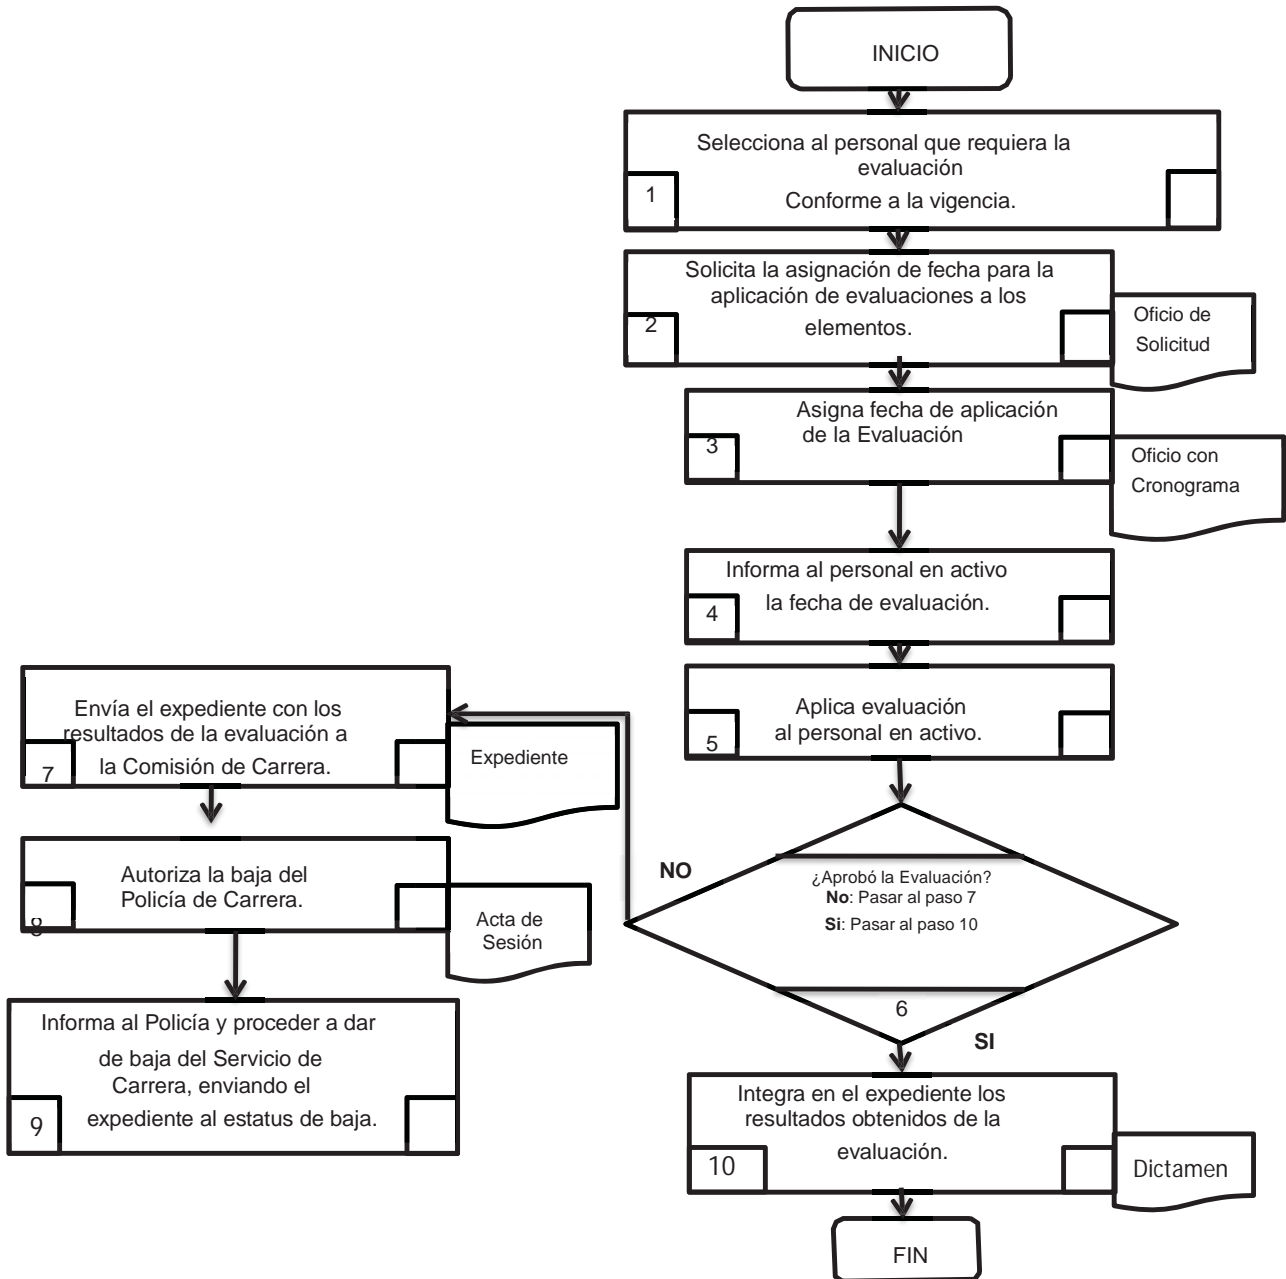 INICIO
Selecciona al personal que requiera la
evaluación
Conforme a la vigencia.
1
Solicita la asignación de fecha para la
aplicación de evaluaciones a los
elementos.
2
Oficio de
Solicitud
Asigna fecha de aplicación
de la Evaluación
3
Oficio con
Cronograma
Informa al personal en activo
la fecha de evaluación.
4
Aplica evaluación
al personal en activo.
5
¿Aprobó la Evaluación?
No: Pasar al paso 7
Si: Pasar al paso 10
6
NO
SI
Envía el expediente con los
resultados de la evaluación a
la Comisión de Carrera.
7
Expediente
Autoriza la baja del
Policía de Carrera.
8
Acta de
Sesión
Informa al Policía y proceder a dar
de baja del Servicio de
Carrera, enviando el
expediente al estatus de baja.
9
Integra en el expediente los
resultados obtenidos de la
evaluación.
10
Dictamen
FIN